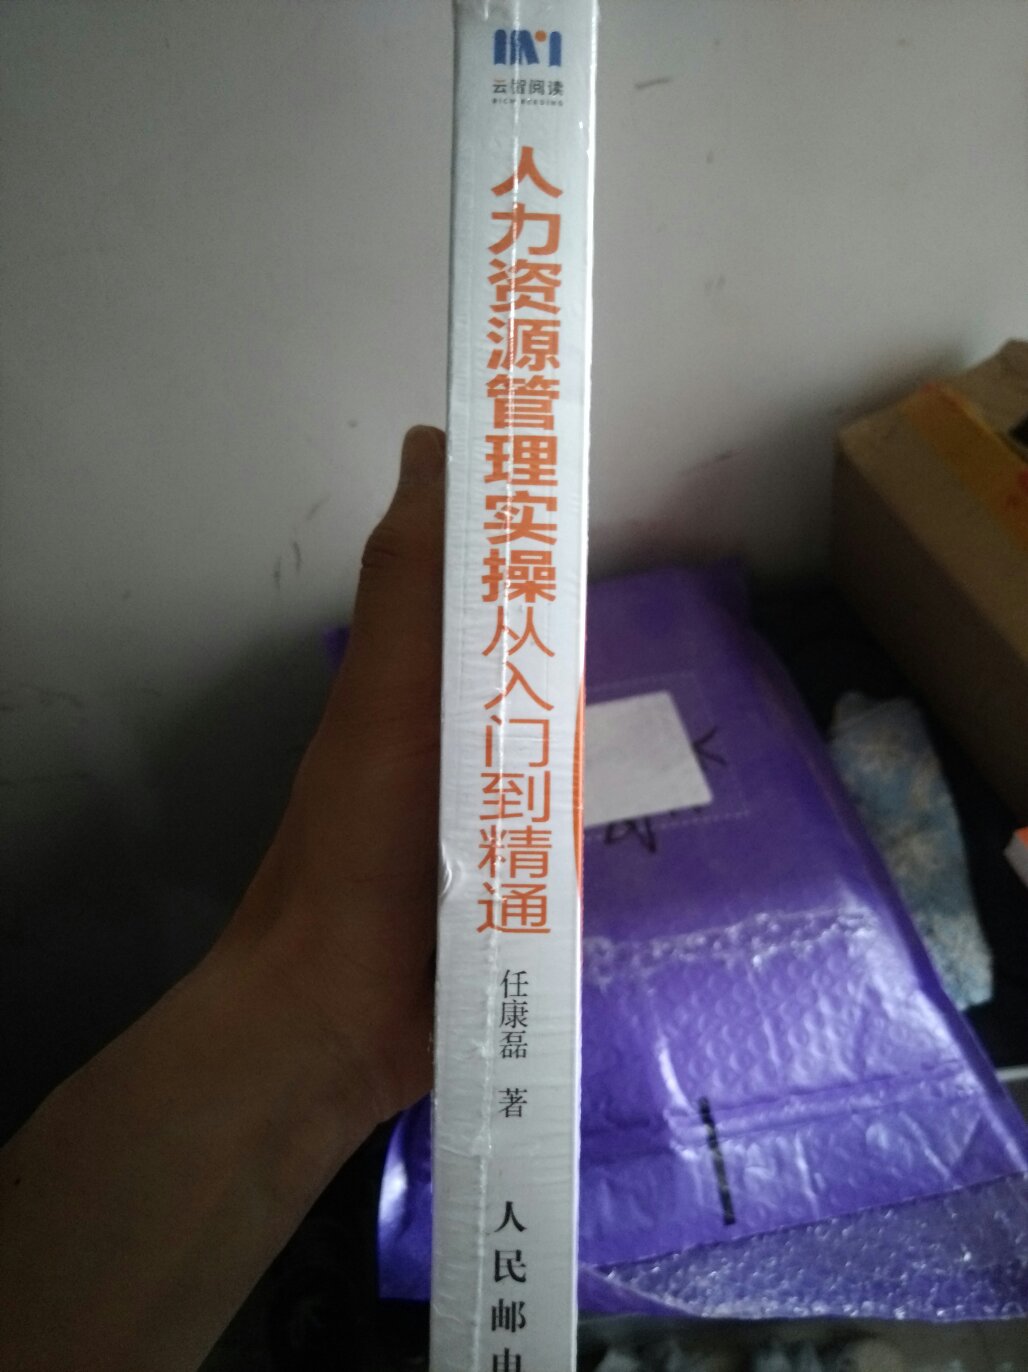 云智阅读
人力资源管理实操从入门到精通
任康磊 著
人民邮电